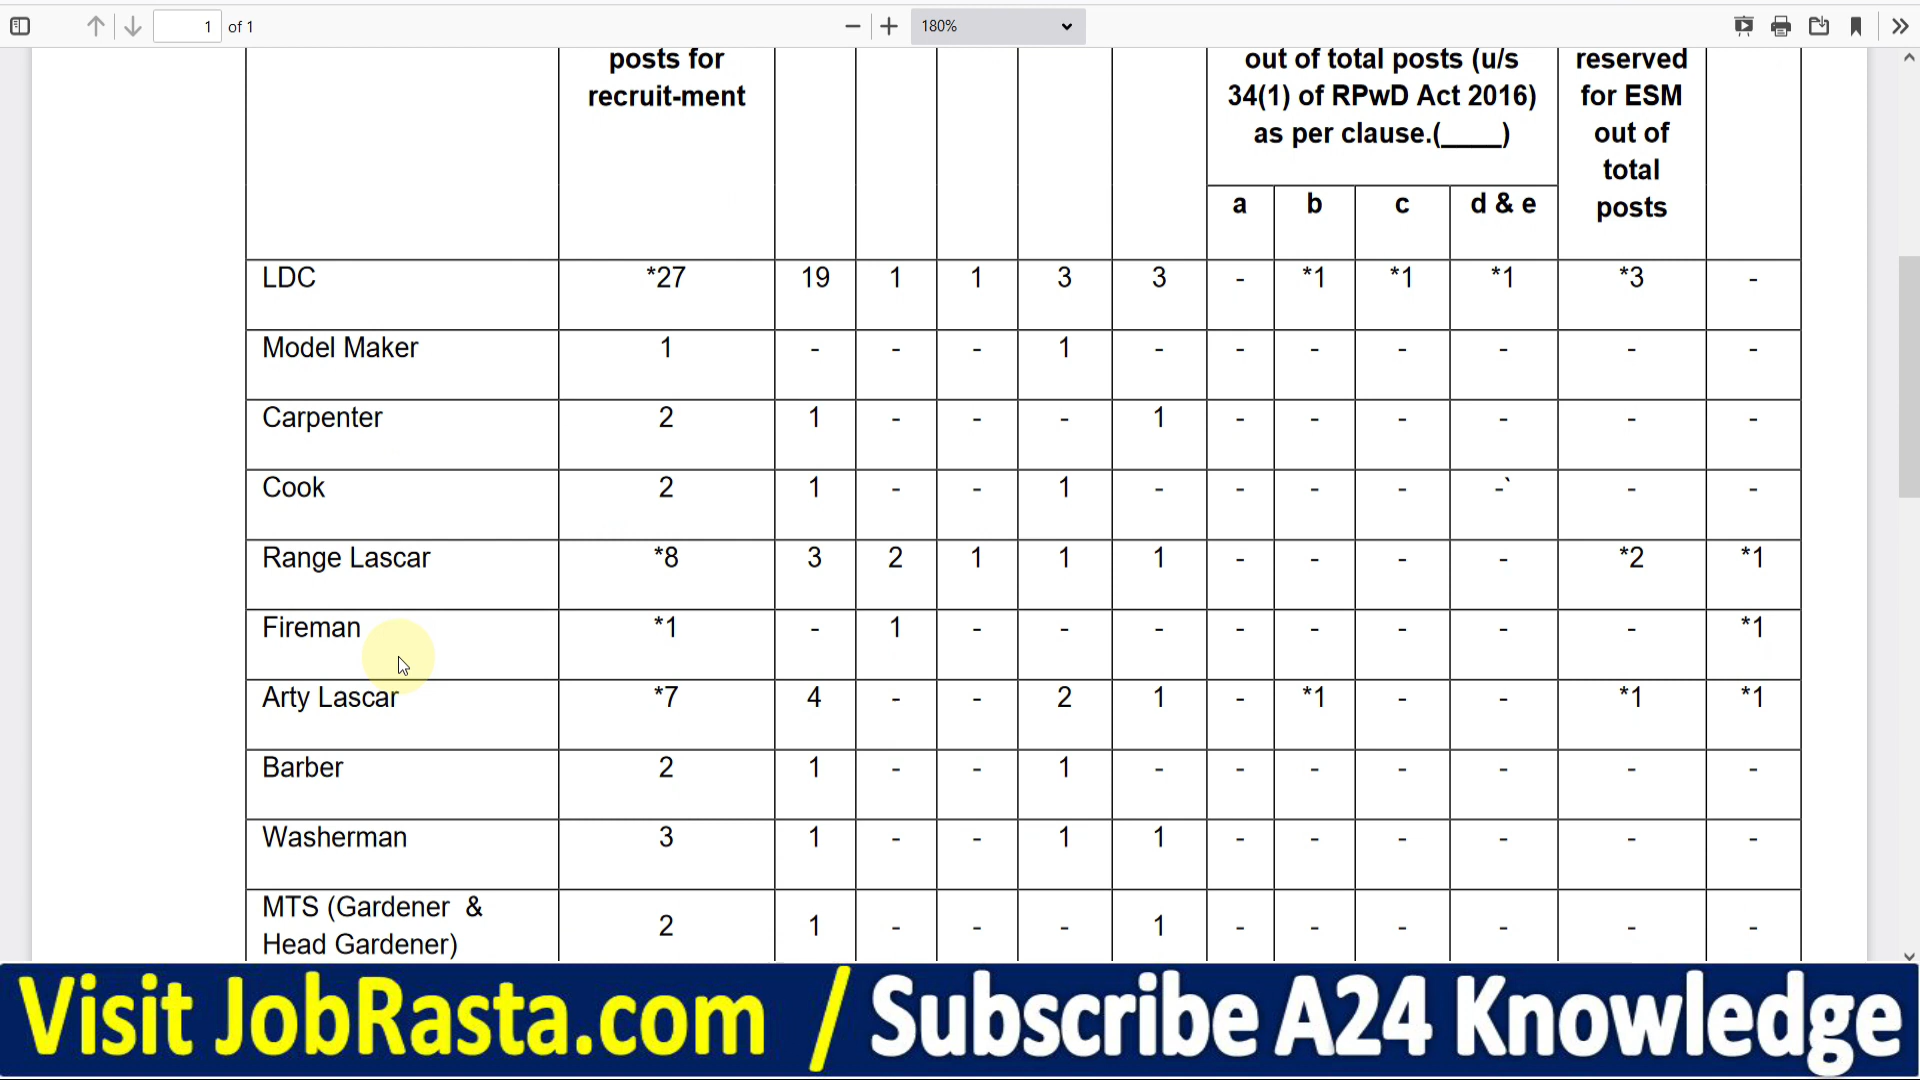 1 of 1 180%
posts for
recruit-ment
out of total posts (u/s
34(1) of RPwD Act 2016)
as per clause.(____)
reserved
for ESM
out of
total
posts
a b c d & e
LDC *27 19 1 1 3 3 - *1 *1 *1 *3 -
Model Maker 1 - - - 1 - - - - - - -
Carpenter 2 1 - - - 1 - - - - - -
Cook 2 1 - - 1 - - - - -` - -
Range Lascar *8 3 2 1 1 1 - - - - *2 *1
Fireman *1 - 1 - - - - - - - - *1
Arty Lascar *7 4 - - 2 1 - *1 - - *1 *1
Barber 2 1 - - 1 - - - - - - -
Washerman 3 1 - - 1 1 - - - - - -
MTS (Gardener &
Head Gardener) 2 1 - - - 1 - - - - - -
Visit JobRasta.com / Subscribe A24 Knowledge